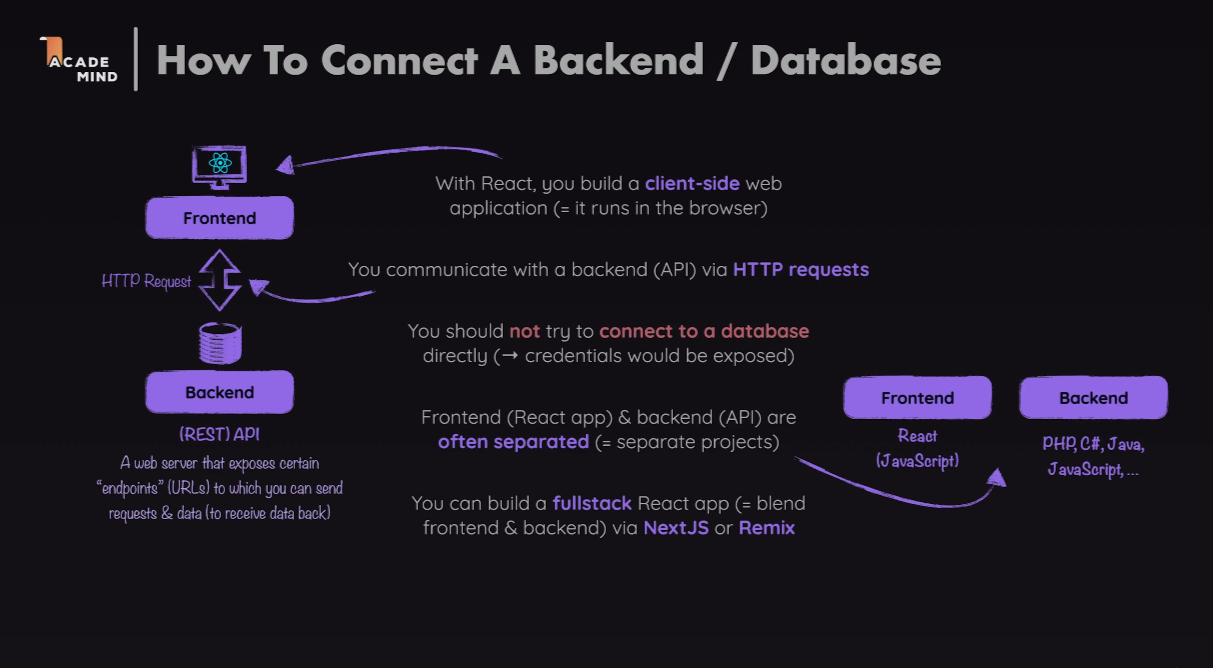 ACADE
MIND
How To Connect A Backend / Database
Frontend
HTTP Request
Backend
(REST) API
A web server that exposes certain
“endpoints” (URLs) to which you can send
requests & data (to receive data back)
With React, you build a client-side web
application (= it runs in the browser)
You communicate with a backend (API) via HTTP requests
You should not try to connect to a database
directly (→ credentials would be exposed)
Frontend (React app) & backend (API) are
often separated (= separate projects)
You can build a fullstack React app (= blend
frontend & backend) via NextJS or Remix
Frontend
React
(JavaScript)
Backend
PHP, C#, Java,
JavaScript, ...